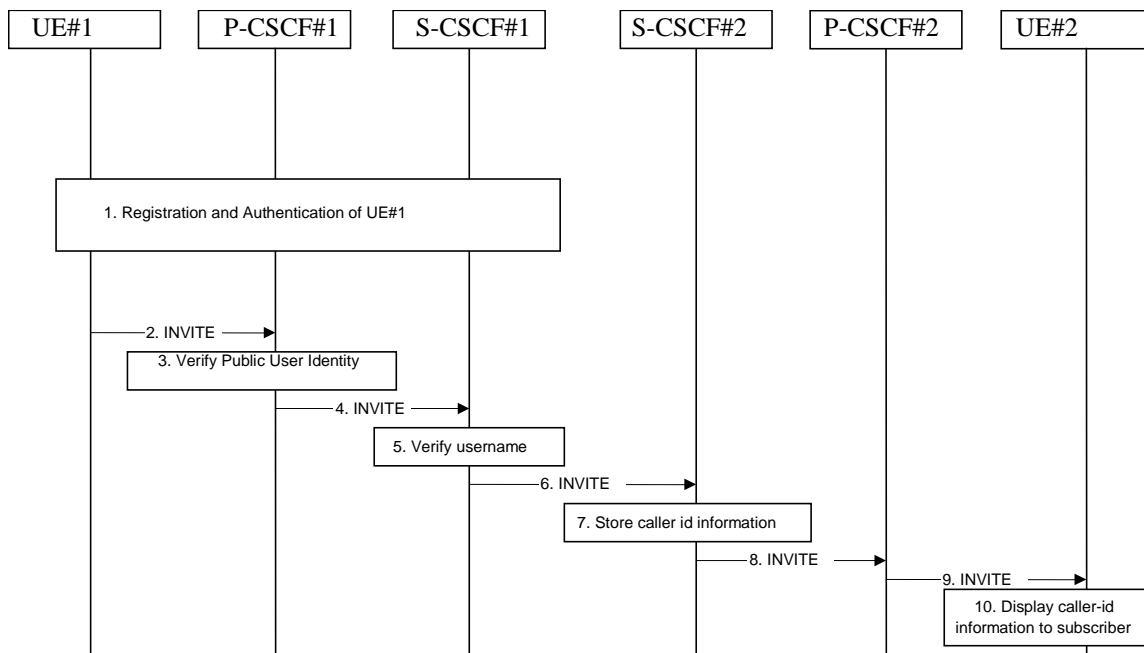 UE#1
P-CSCF#1
S-CSCF#1
S-CSCF#2
P-CSCF#2
UE#2
1. Registration and Authentication of UE#1
2. INVITE
3. Verify Public User Identity
4. INVITE
5. Verify username
6. INVITE
7. Store caller id information
8. INVITE
9. INVITE
10. Display caller-id
information to subscriber